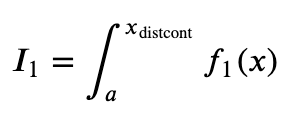 I₁ = ∫ₐ^{x_distcont} f₁(x)